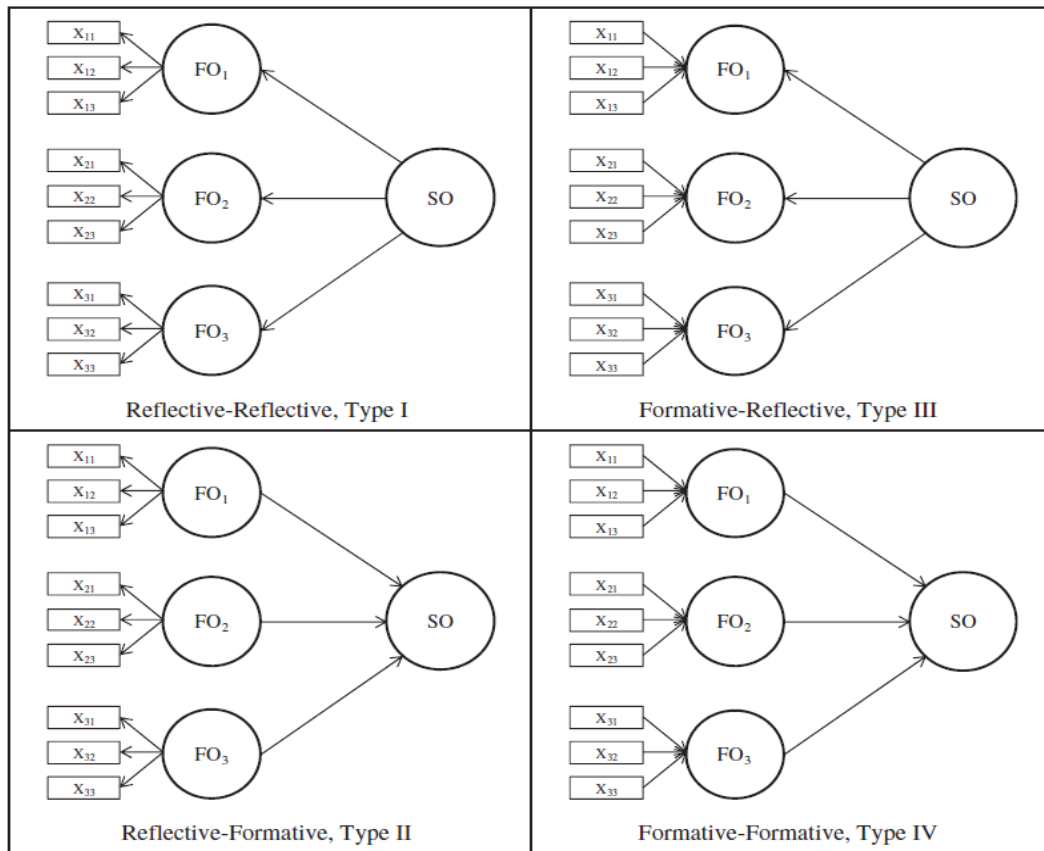 X₁₁
X₁₂
X₁₃
FO₁
X₂₁
X₂₂
X₂₃
FO₂
SO
X₃₁
X₃₂
X₃₃
FO₃
Reflective-Reflective, Type I
X₁₁
X₁₂
X₁₃
FO₁
X₂₁
X₂₂
X₂₃
FO₂
SO
X₃₁
X₃₂
X₃₃
FO₃
Formative-Reflective, Type III
X₁₁
X₁₂
X₁₃
FO₁
X₂₁
X₂₂
X₂₃
FO₂
SO
X₃₁
X₃₂
X₃₃
FO₃
Reflective-Formative, Type II
X₁₁
X₁₂
X₁₃
FO₁
X₂₁
X₂₂
X₂₃
FO₂
SO
X₃₁
X₃₂
X₃₃
FO₃
Formative-Formative, Type IV